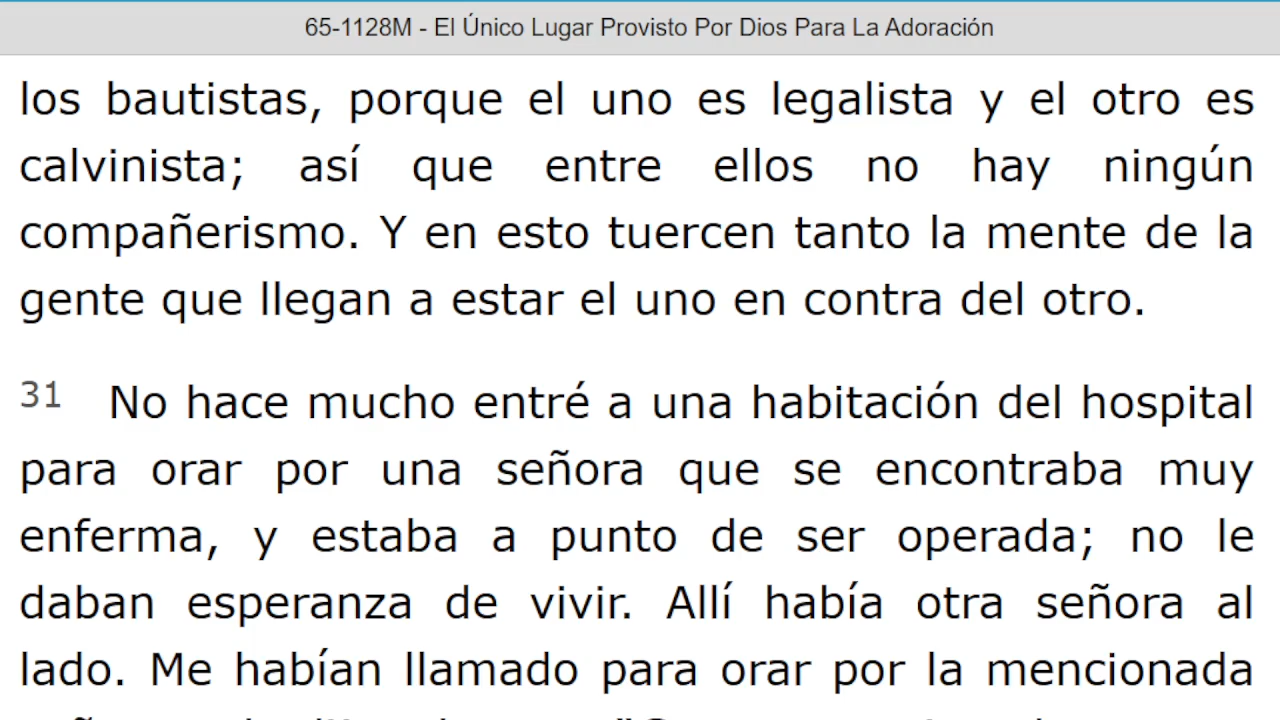 65-1128M - El Único Lugar Provisto Por Dios Para La Adoración
los bautistas, porque el uno es legalista y el otro es
calvinista; así que entre ellos no hay ningún
compañerismo. Y en esto tuercen tanto la mente de la
gente que llegan a estar el uno en contra del otro.
31 No hace mucho entré a una habitación del hospital
para orar por una señora que se encontraba muy
enferma, y estaba a punto de ser operada; no le
daban esperanza de vivir. Allí había otra señora al
lado. Me habían llamado para orar por la mencionada